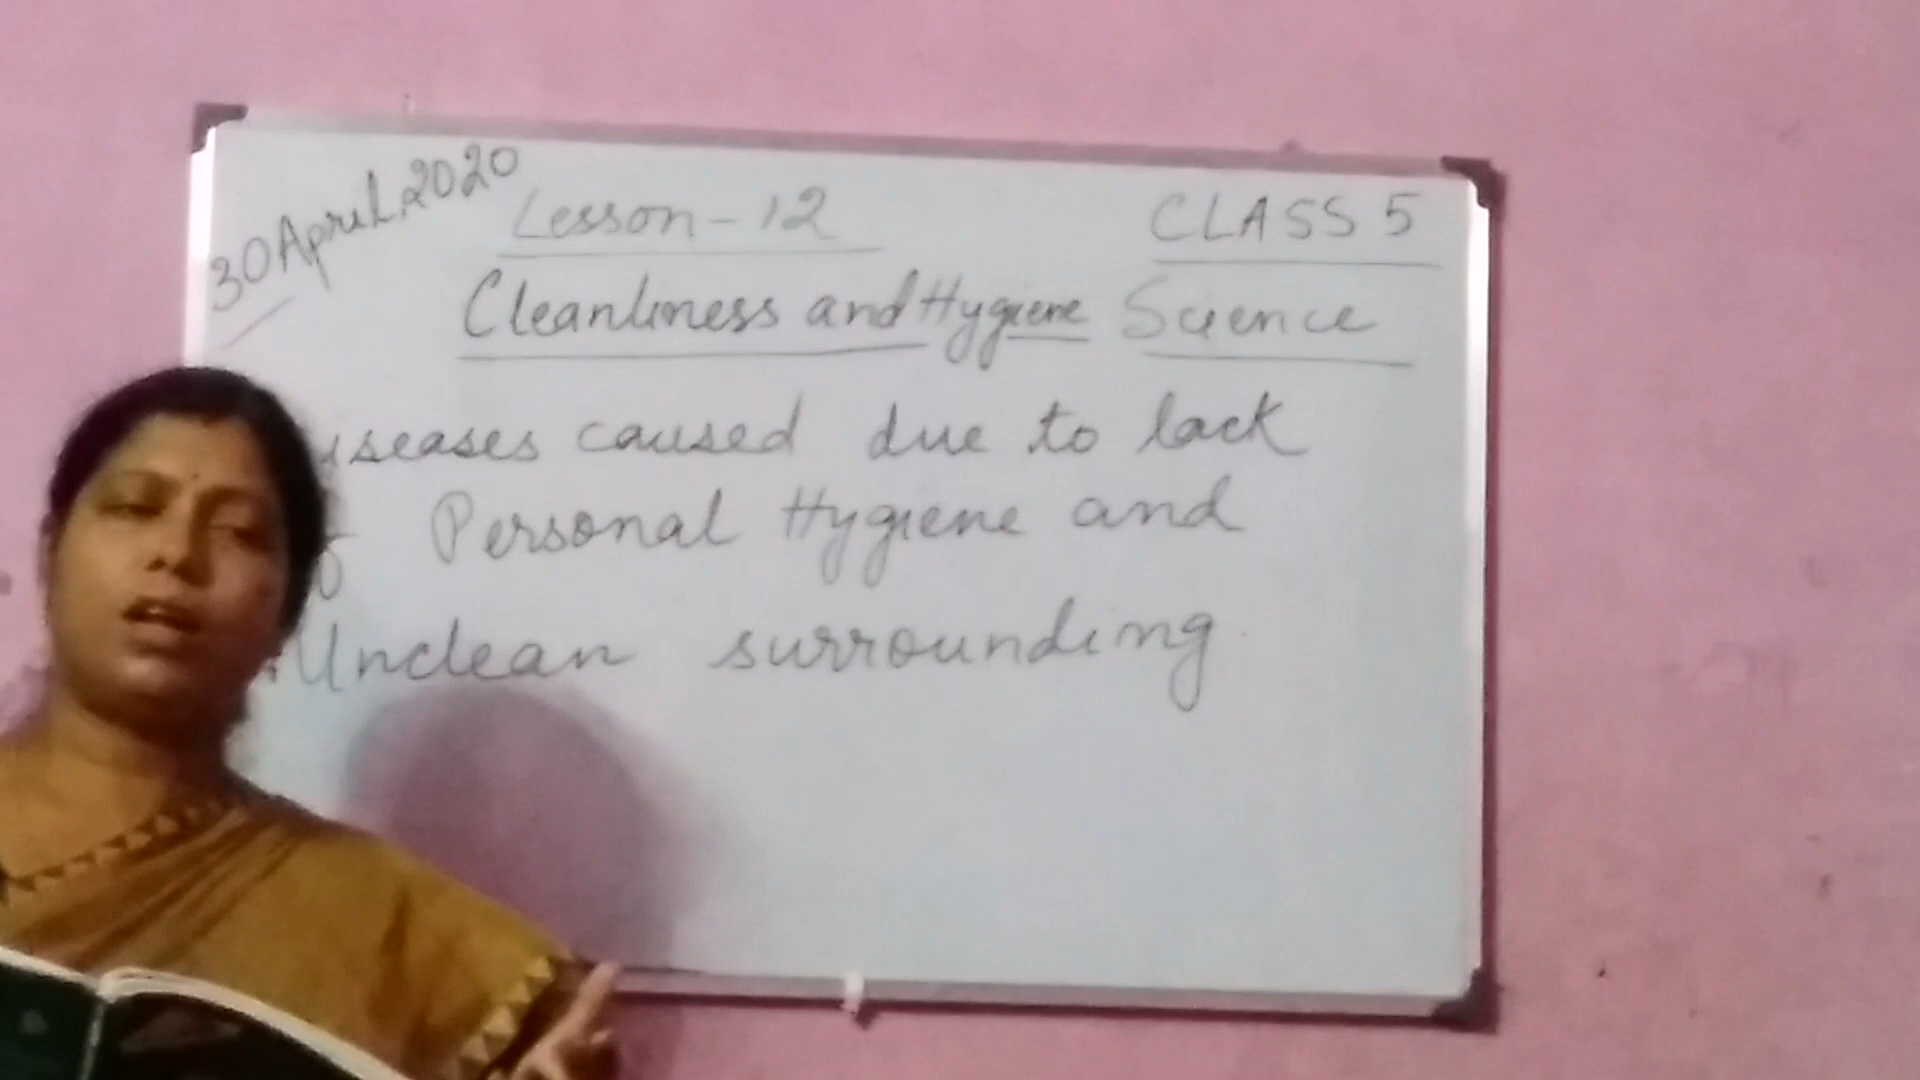 30 April, 2020
Lesson - 12
CLASS 5
Cleanliness and Hygiene
Science
iseases caused due to lack
Personal Hygiene and
Unclean surrounding